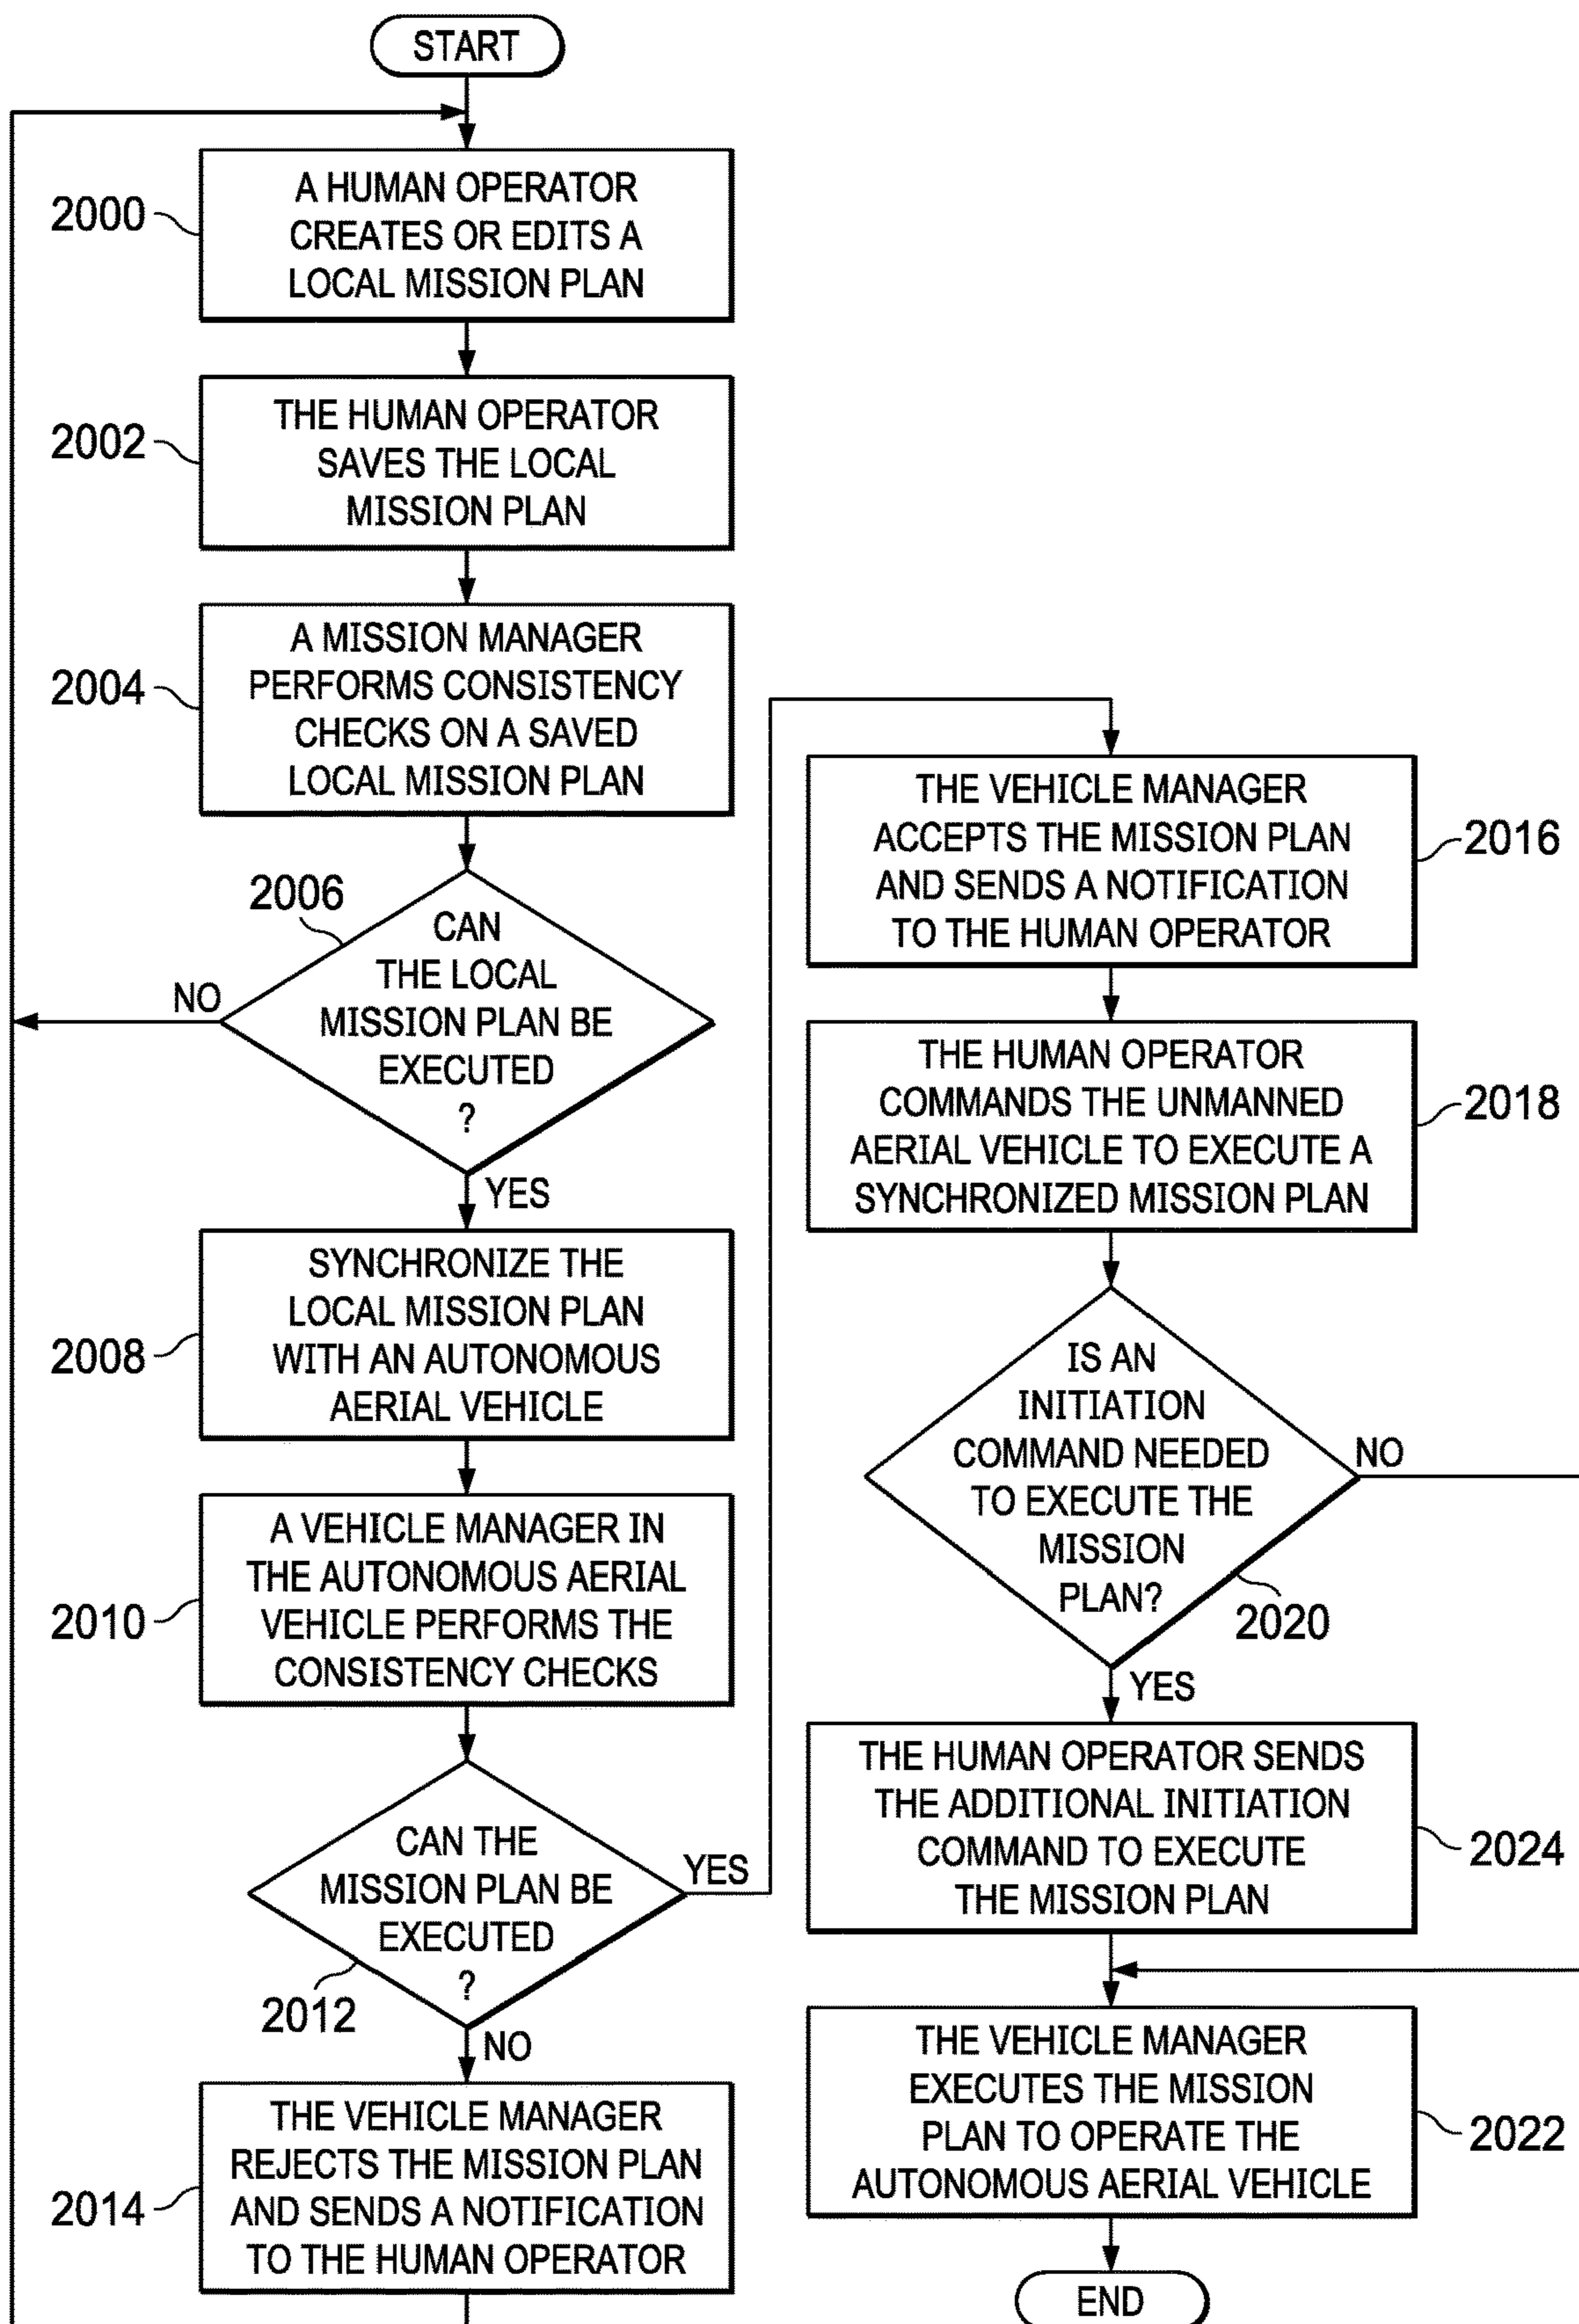 START
2000
A HUMAN OPERATOR
CREATES OR EDITS A
LOCAL MISSION PLAN
2002
THE HUMAN OPERATOR
SAVES THE LOCAL
MISSION PLAN
2004
A MISSION MANAGER
PERFORMS CONSISTENCY
CHECKS ON A SAVED
LOCAL MISSION PLAN
2006
CAN
THE LOCAL
MISSION PLAN BE
EXECUTED
?
NO
YES
2008
SYNCHRONIZE THE
LOCAL MISSION PLAN
WITH AN AUTONOMOUS
AERIAL VEHICLE
2010
A VEHICLE MANAGER IN
THE AUTONOMOUS AERIAL
VEHICLE PERFORMS THE
CONSISTENCY CHECKS
CAN THE
MISSION PLAN BE
EXECUTED
?
YES
2012
NO
2014
THE VEHICLE MANAGER
REJECTS THE MISSION PLAN
AND SENDS A NOTIFICATION
TO THE HUMAN OPERATOR
THE VEHICLE MANAGER
ACCEPTS THE MISSION PLAN
AND SENDS A NOTIFICATION
TO THE HUMAN OPERATOR
2016
THE HUMAN OPERATOR
COMMANDS THE UNMANNED
AERIAL VEHICLE TO EXECUTE A
SYNCHRONIZED MISSION PLAN
2018
IS AN
INITIATION
COMMAND NEEDED
TO EXECUTE THE
MISSION
PLAN?
NO
2020
YES
THE HUMAN OPERATOR SENDS
THE ADDITIONAL INITIATION
COMMAND TO EXECUTE
THE MISSION PLAN
2024
THE VEHICLE MANAGER
EXECUTES THE MISSION
PLAN TO OPERATE THE
AUTONOMOUS AERIAL VEHICLE
2022
END